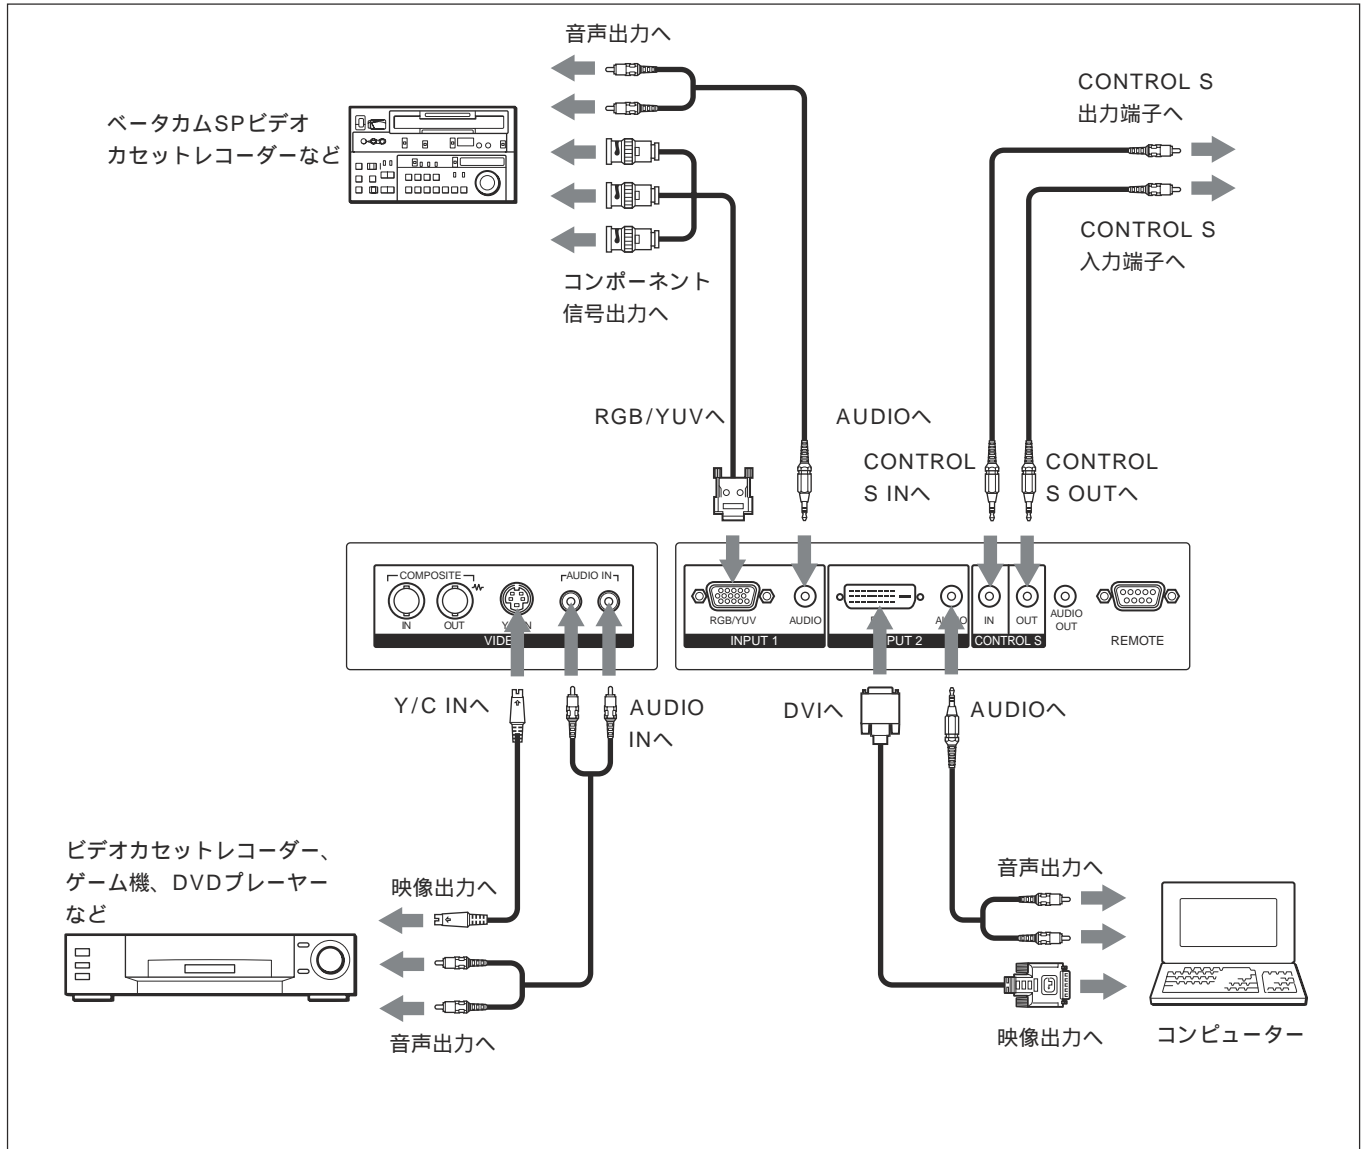 音声出力へ
CONTROL S
出力端子へ
ベータカムSPビデオ
カセットレコーダーなど
CONTROL S
入力端子へ
コンポーネント
信号出力へ
RGB/YUVへ
AUDIOへ
CONTROL
S INへ
CONTROL
S OUTへ
COMPOSITE
AUDIO IN
IN
OUT
RGB/YUV
AUDIO
INPUT 1
IN
OUT
CONTROL S
AUDIO
OUT
REMOTE
Y/C INへ
AUDIO
INへ
DVIへ
AUDIOへ
ビデオカセットレコーダー、
ゲーム機、DVDプレーヤー
など
映像出力へ
音声出力へ
音声出力へ
映像出力へ
コンピューター